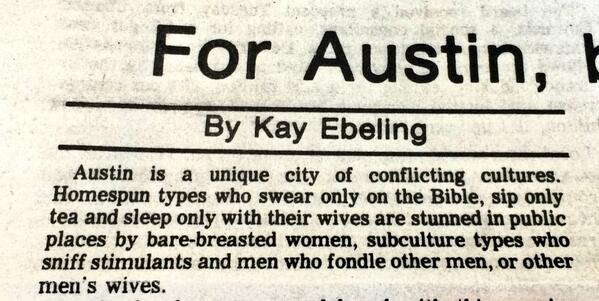 For Austin,
By Kay Ebeling
Austin is a unique city of conflicting cultures.
Homespun types who swear only on the Bible, sip only
tea and sleep only with their wives are stunned in public
places by bare-breasted women, subculture types who
sniff stimulants and men who fondle other men, or other
men's wives.